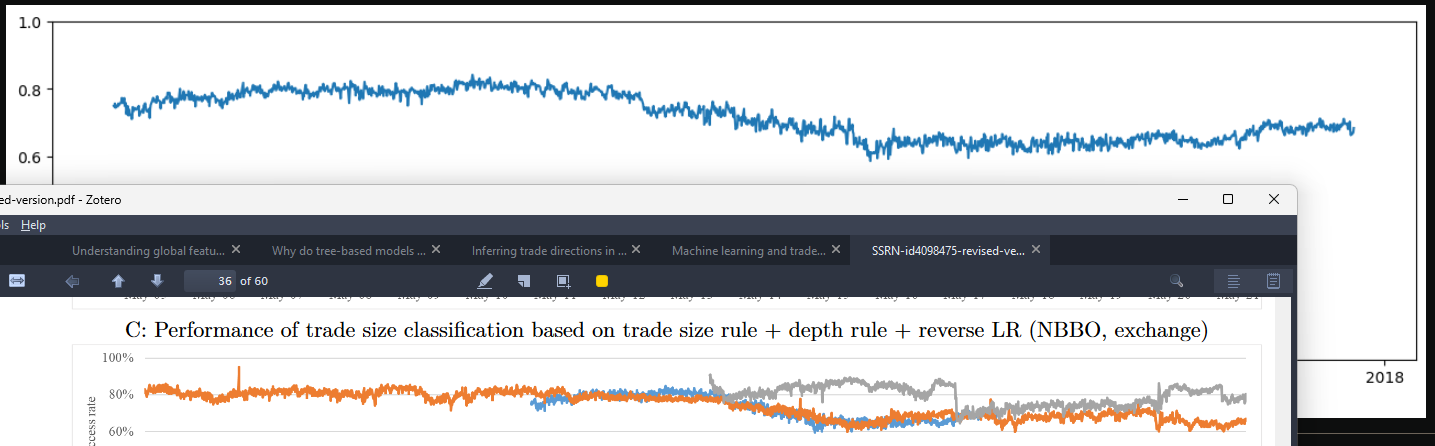 1.0
0.8
0.6
2018
ed-version.pdf - Zotero
ls Help
Understanding global featu... Why do tree-based models ... Inferring trade directions in ... Machine learning and trade... SSRN-id4098475-revised-ve...
36 of 60
C: Performance of trade size classification based on trade size rule + depth rule + reverse LR (NBBO, exchange)
100%
80%
60%
ccess rate